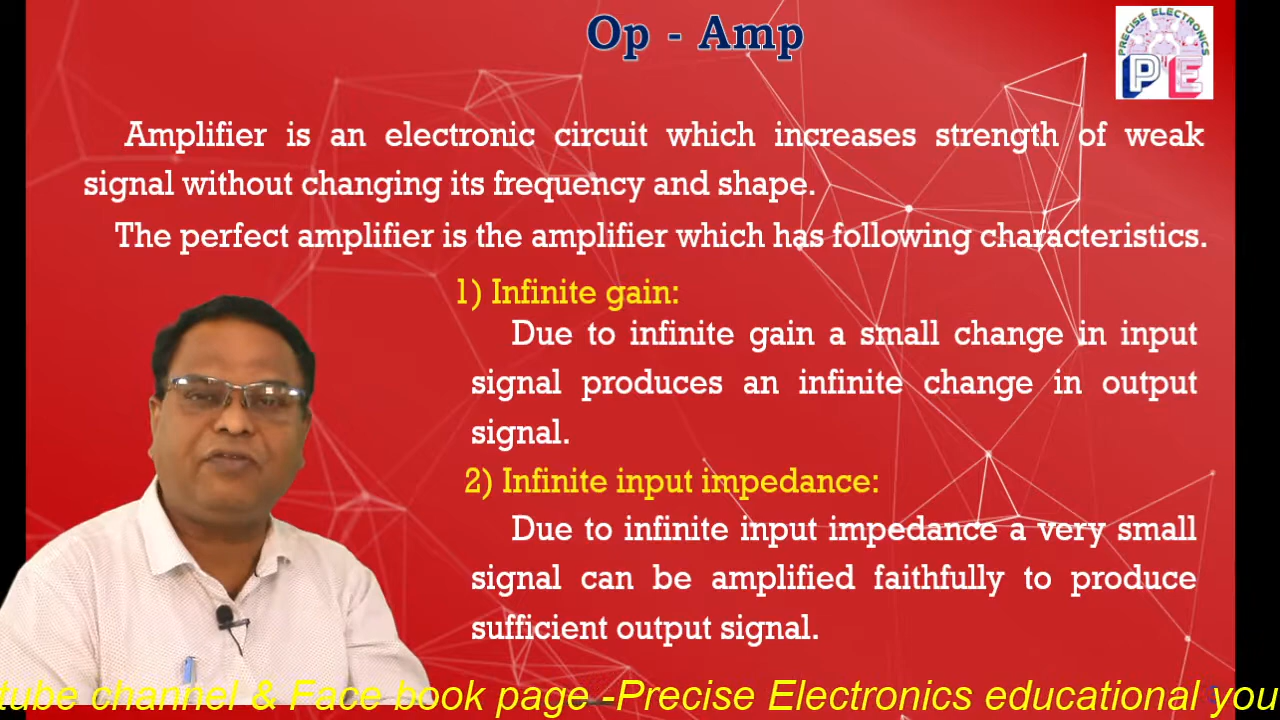 Op - Amp
PRECISE ELECTRONICS
PE
Amplifier is an electronic circuit which increases strength of weak
signal without changing its frequency and shape.
The perfect amplifier is the amplifier which has following characteristics.
1) Infinite gain:
Due to infinite gain a small change in input
signal produces an infinite change in output
signal.
2) Infinite input impedance:
Due to infinite input impedance a very small
signal can be amplified faithfully to produce
sufficient output signal.
tube channel & Face book page -Precise Electronics educational you